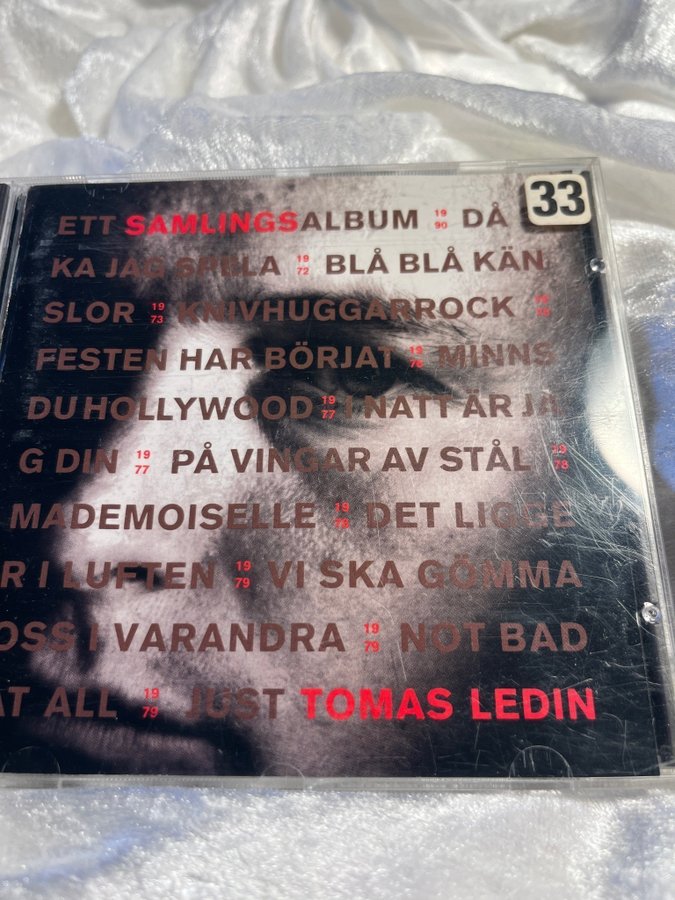 ETT SAMLINGSALBUM 19 90 DÅ 33
KA JAG SPELA 19 72 BLÅ BLÅ KÄN
SLOR 19 73 KNIVHUGGARROCK
FESTEN HAR BÖRJAT 19 76 MINNS
DU HOLLYWOOD 19 77 I NATT ÄR JA
G DIN 19 77 PÅ VINGAR AV STÅL 19 78
MADEMOISELLE 19 79 DET LIGGE
R I LUFTEN 19 79 VI SKA GÖMMA
OSS I VARANDRA 19 79 NOT BAD
AT ALL 19 79 JUST TOMAS LEDIN